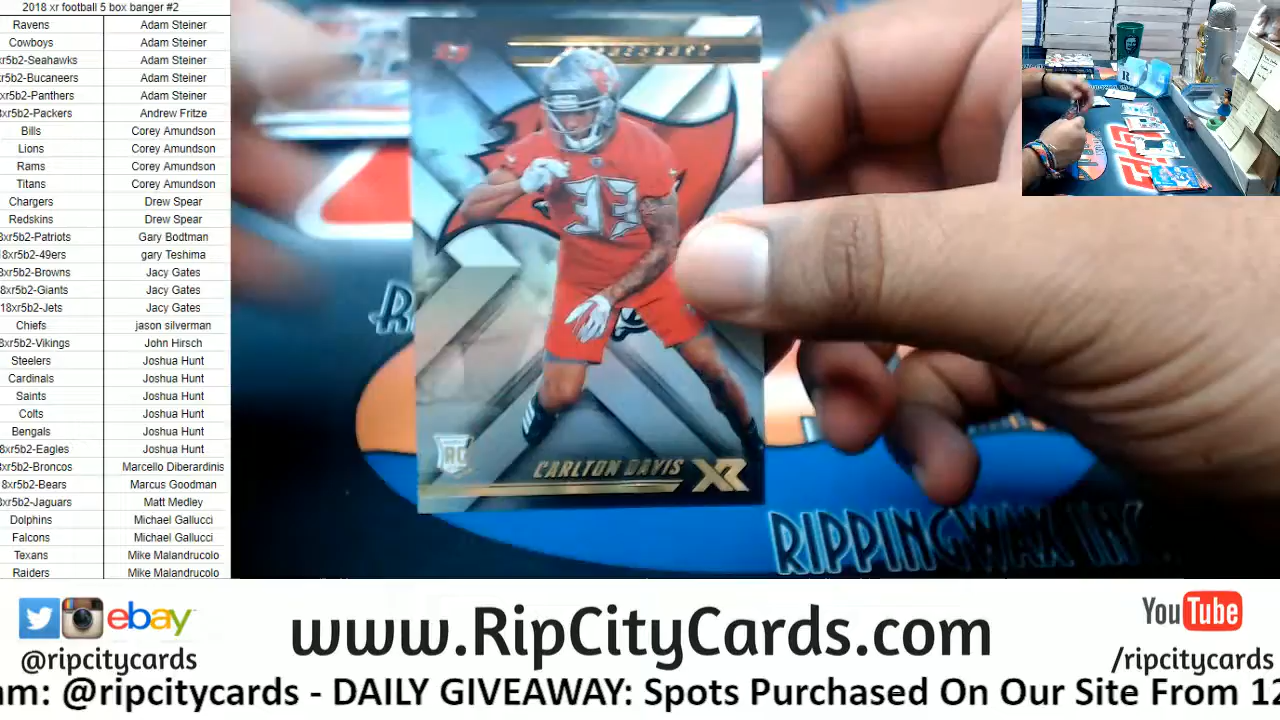 2018 xr football 5 box banger #2
Ravens Adam Steiner
Cowboys Adam Steiner
xr5b2-Seahawks Adam Steiner
xr5b2-Bucaneers Adam Steiner
xr5b2-Panthers Adam Steiner
xr5b2-Packers Andrew Fritze
Bills Corey Amundson
Lions Corey Amundson
Rams Corey Amundson
Titans Corey Amundson
Chargers Drew Spear
Redskins Drew Spear
8xr5b2-Patriots Gary Bodtman
18xr5b2-49ers gary Teshima
8xr5b2-Browns Jacy Gates
8xr5b2-Giants Jacy Gates
18xr5b2-Jets Jacy Gates
Chiefs jason silverman
8xr5b2-Vikings John Hirsch
Steelers Joshua Hunt
Cardinals Joshua Hunt
Saints Joshua Hunt
Colts Joshua Hunt
Bengals Joshua Hunt
8xr5b2-Eagles Joshua Hunt
8xr5b2-Broncos Marcello Diberardinis
8xr5b2-Bears Marcus Goodman
8xr5b2-Jaguars Matt Medley
Dolphins Michael Gallucci
Falcons Michael Gallucci
Texans Mike Malandrucolo
Raiders Mike Malandrucolo
33
RC
CARLTON DAVIS XR
RIPPINGWAX
ebay
@ripcitycards
www.RipCityCards.com
YouTube
/ripcitycards
am: @ripcitycards - DAILY GIVEAWAY: Spots Purchased On Our Site From 12